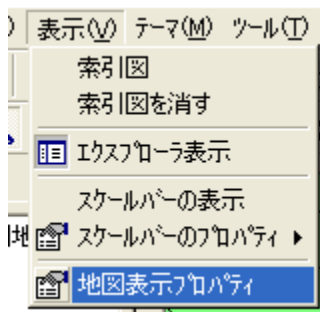 ) 表示(V) ﾃｰﾏ(M) ﾂｰﾙ(T)
索引図
索引図を消す
ｴｸｽﾌﾟﾛｰﾗ表示
ｽｹｰﾙﾊﾞｰの表示
地 ｽｹｰﾙﾊﾞｰのﾌﾟﾛﾊﾟﾃｨ
地図表示ﾌﾟﾛﾊﾟﾃｨ